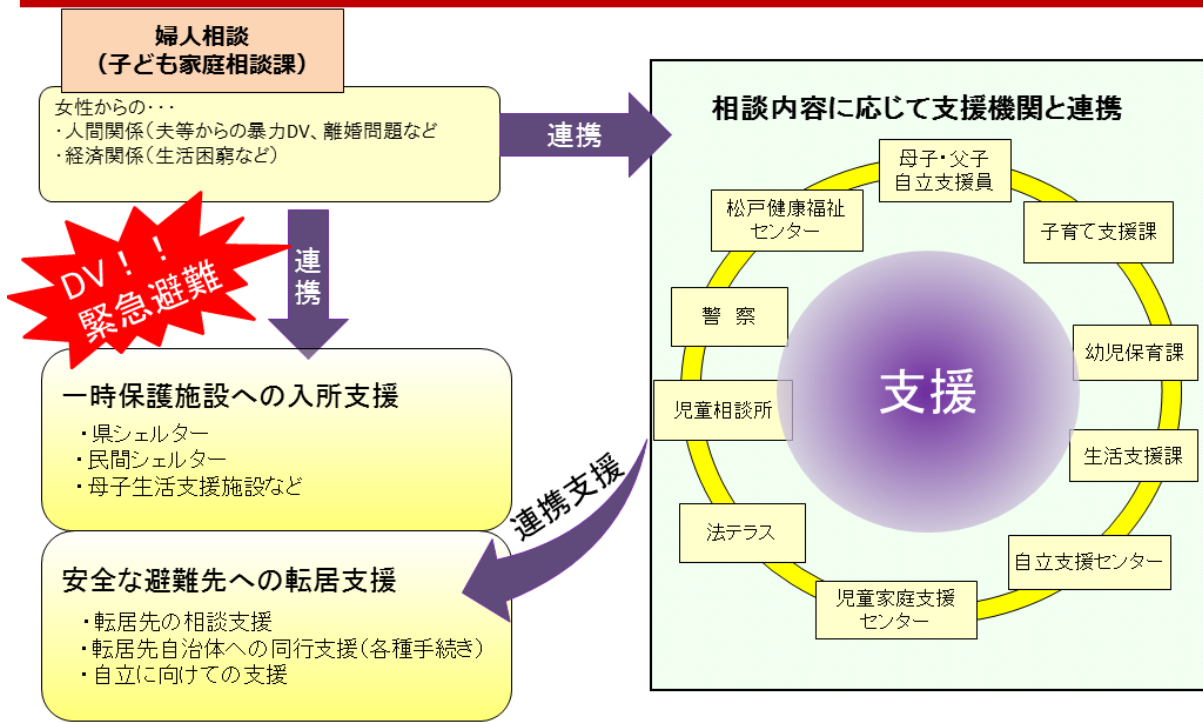 婦人相談
（子ども家庭相談課）
女性からの・・・
・人間関係（夫等からの暴力DV、離婚問題など
・経済関係（生活困窮など）
連携
DV！！
緊急避難
連携
一時保護施設への入所支援
・県シェルター
・民間シェルター
・母子生活支援施設など
安全な避難先への転居支援
・転居先の相談支援
・転居先自治体への同行支援（各種手続き）
・自立に向けての支援
連携支援
相談内容に応じて支援機関と連携
母子・父子
自立支援員
子育て支援課
幼児保育課
生活支援課
自立支援センター
児童家庭支援
センター
法テラス
児童相談所
警 察
松戸健康福祉
センター
支援